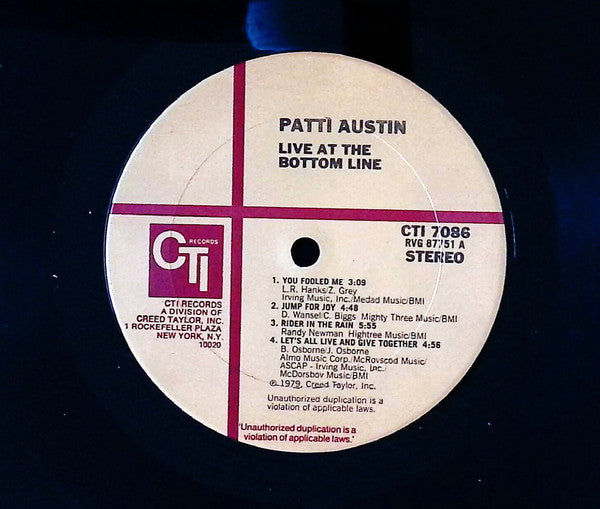 PATTI AUSTIN
LIVE AT THE
BOTTOM LINE
CTI 7086
RVG 87751 A
STEREO
CTI RECORDS
CTI RECORDS
A DIVISION OF
CREED TAYLOR, INC.
1 ROCKEFELLER PLAZA
NEW YORK, N.Y.
10020
1. YOU FOOLED ME 3:09
L.R. Hanks/Z. Grey
Irving Music, Inc./Medad Music/BMI
2. JUMP FOR JOY 4:48
D. Wansel/C. Biggs Mighty Three Music/BMI
3. RIDER IN THE RAIN 5:55
Randy Newman Hightree Music/BMI
4. LET'S ALL LIVE AND GIVE TOGETHER 4:56
B. Osborne/J. Osborne
Almo Music Corp./McRovscod Music/
ASCAP - Irving Music, Inc./
McDorsbov Music/BMI
℗ 1979, Creed Taylor, Inc.
Unauthorized duplication is a
violation of applicable laws.
'Unauthorized duplication is a
violation of applicable laws.'